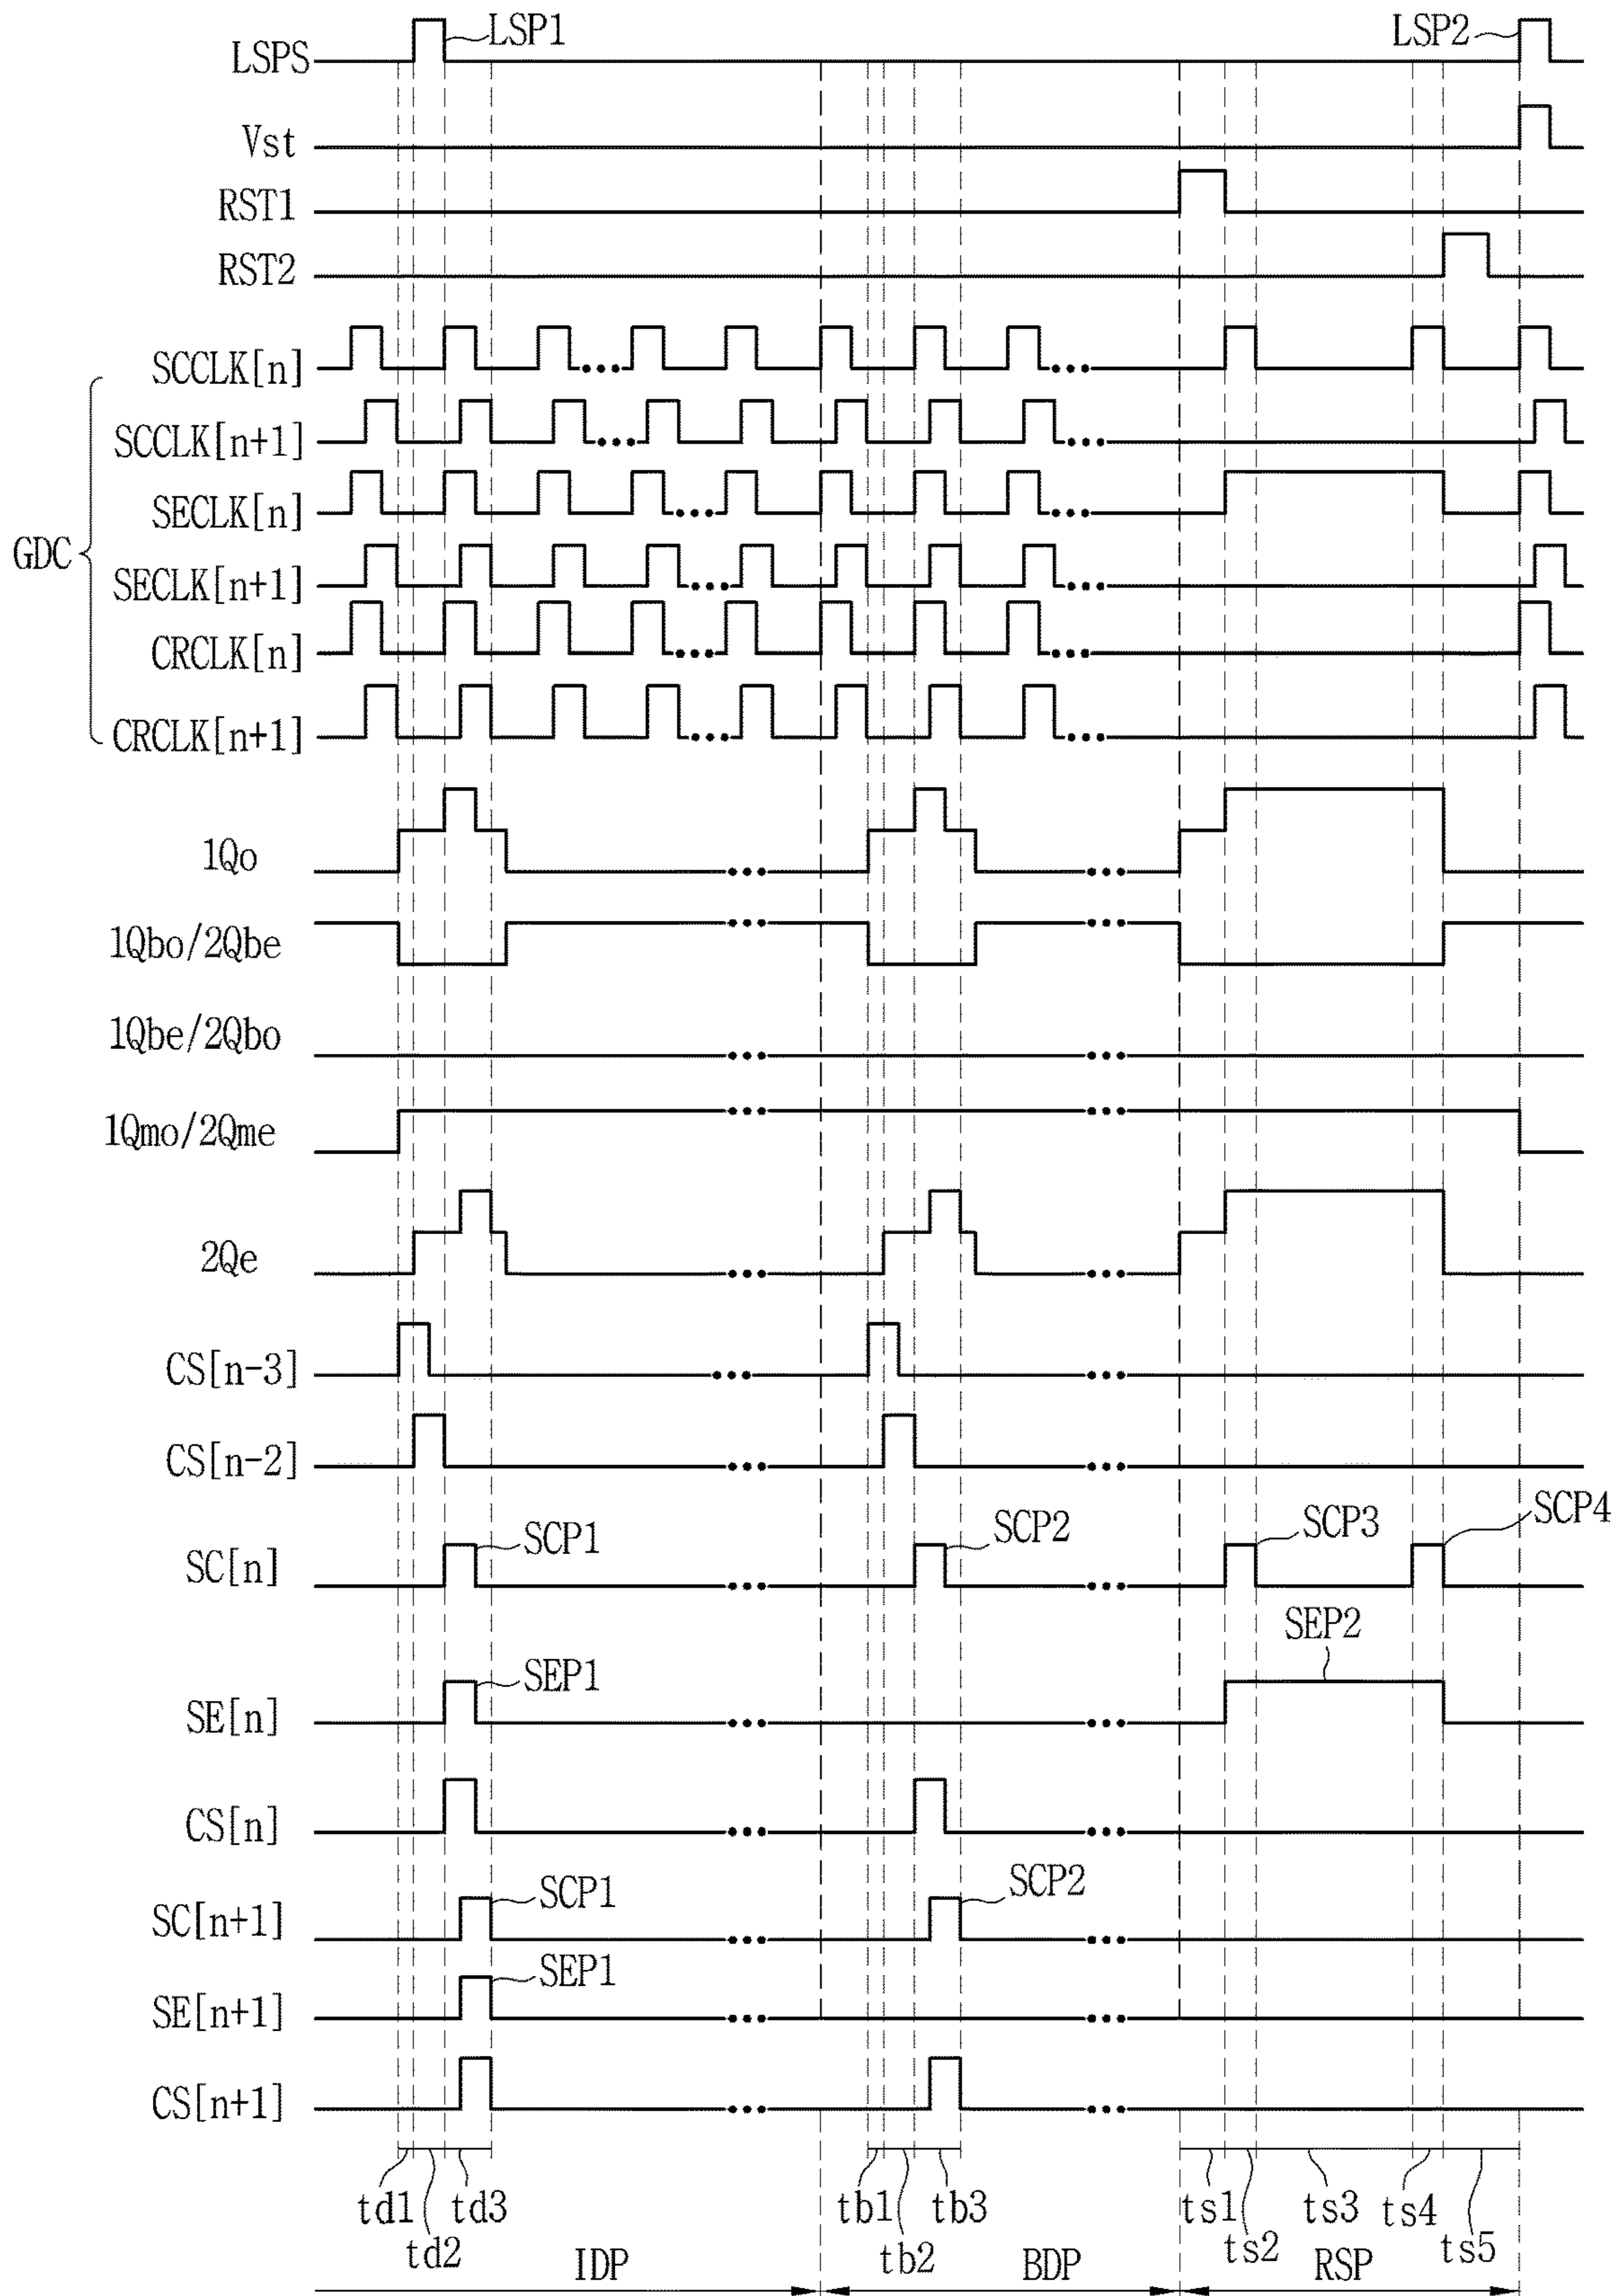 LSPS
LSP1
LSP2
Vst
RST1
RST2
GDC
SCCLK[n]
SCCLK[n+1]
SECLK[n]
SECLK[n+1]
CRCLK[n]
CRCLK[n+1]
1Qo
1Qbo/2Qbe
1Qbe/2Qbo
1Qmo/2Qme
2Qe
CS[n-3]
CS[n-2]
SC[n]
SCP1
SCP2
SCP3
SCP4
SE[n]
SEP1
SEP2
CS[n]
SC[n+1]
SCP1
SCP2
SE[n+1]
SEP1
CS[n+1]
td1
td2
td3
tb1
tb2
tb3
ts1
ts2
ts3
ts4
ts5
IDP
BDP
RSP